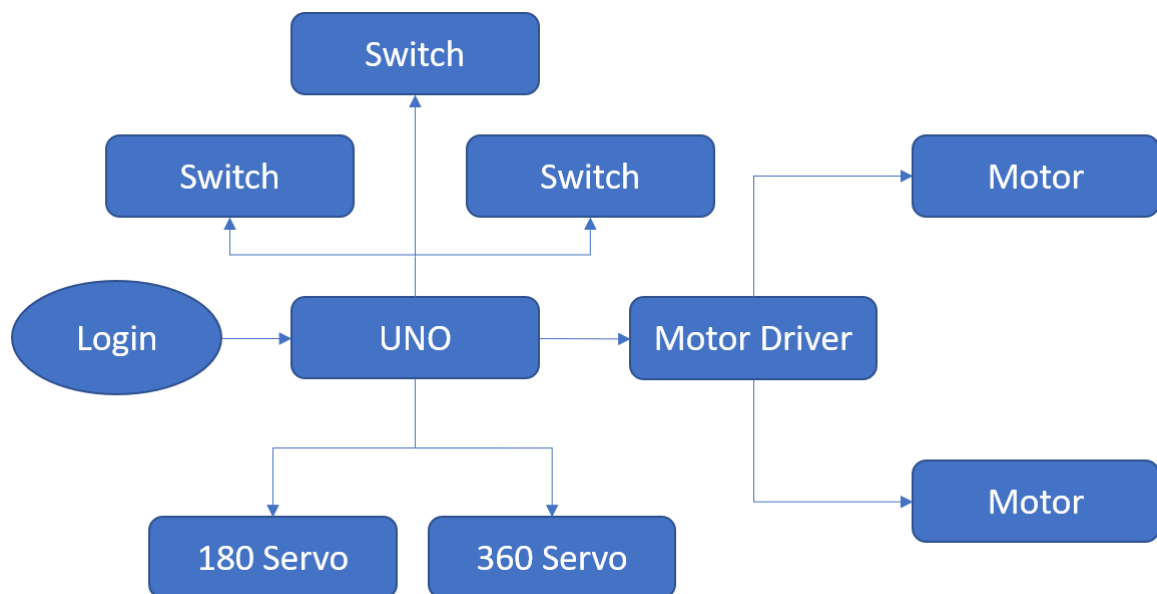 Switch
Switch
Switch
Motor
Login
UNO
Motor Driver
Motor
180 Servo
360 Servo